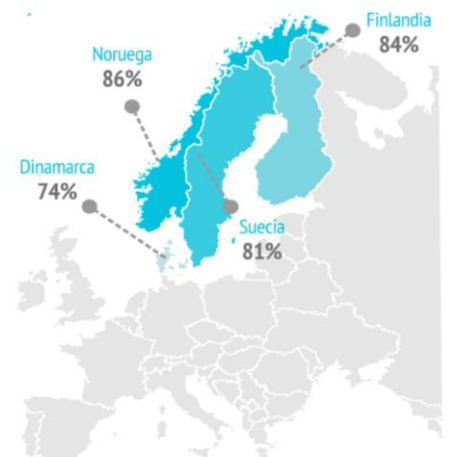 Finlandia
84%
Noruega
86%
Dinamarca
74%
Suecia
81%